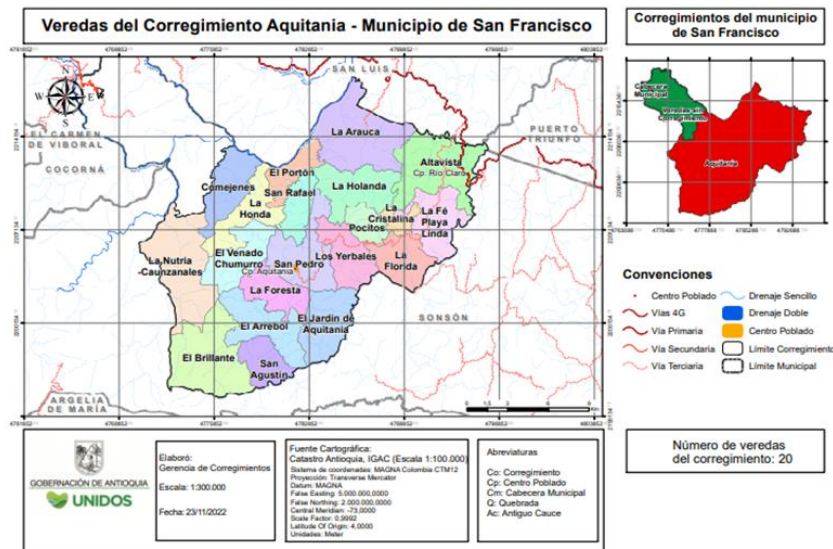 Veredas del Corregimiento Aquitania - Municipio de San Francisco
Corregimientos del municipio
de San Francisco
N
W
E
S
SAN LUIS
EL CARMEN
DE VIBORAL
COCORNÁ
PUERTO
TRIUNFO
SONSÓN
ARGELIA
DE MARÍA
La Arauca
Altavista
Cp. Río Claro
El Portón
Comejenes
San Rafael
La Holanda
La
Honda
La
Cristalina
La Fé
Playa
Linda
Pocitos
La Nutria
-Caunzanales
El Venado
Chumurro
San Pedro
Cp. Aquitania
Los Yerbales
La
Florida
La Foresta
El Arrebol
El Jardín de
Aquitania
El Brillante
San
Agustín
Km
Cabecera
Municipal
Veredas sin
Corregimiento
Aquitania
Convenciones
Centro Poblado
Vías 4G
Vía Primaria
Vía Secundaria
Vía Terciaria
Drenaje Sencillo
Drenaje Doble
Centro Poblado
Límite Corregimiento
Límite Municipal
Número de veredas
del corregimiento: 20
GOBERNACIÓN DE ANTIOQUIA
UNIDOS
Elaboró:
Gerencia de Corregimientos
Escala: 1:300.000
Fecha: 23/11/2022
Fuente Cartográfica:
Catastro Antioquia, IGAC (Escala 1:100.000)
Sistema de coordenadas: MAGNA Colombia CTM12
Proyección: Transverse Mercator
Datum: MAGNA
False Easting: 5.000.000,0000
False Northing: 2.000.000,0000
Central Meridian: -73,0000
Scale Factor: 0,9992
Latitude Of Origin: 4,0000
Unidades: Meter
Abreviaturas
Co: Corregimiento
Cp: Centro Poblado
Cm: Cabecera Municipal
Q: Quebrada
Ac: Antiguo Cauce